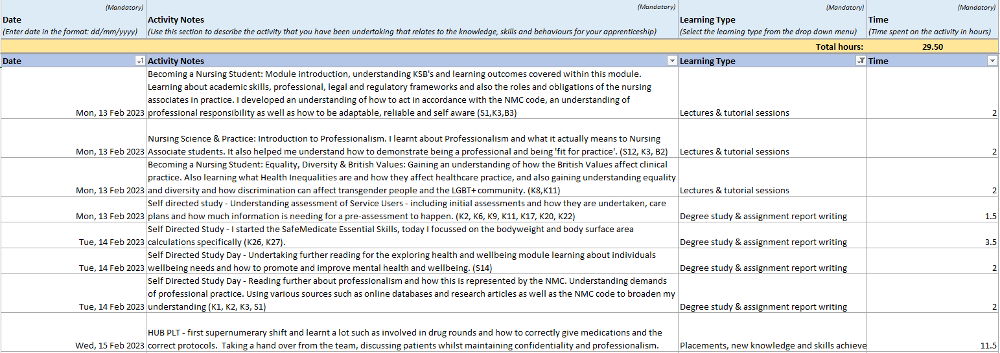 (Mandatory) (Mandatory) (Mandatory) (Mandatory)
Date Activity Notes Learning Type Time
(Enter date in the format: dd/mm/yyyy) (Use this section to describe the activity that you have been undertaking that relates to the knowledge, skills and behaviours for your apprenticeship) (Select the learning type from the drop down menu) (Time spent on the activity in hours)
Total hours: 29.50
Date Activity Notes Learning Type Time
Becoming a Nursing Student: Module introduction, understanding KSB's and learning outcomes covered within this module.
Learning about academic skills, professional, legal and regulatory frameworks and also the roles and obligations of the nursing
associates in practice. I developed an understanding of how to act in accordance with the NMC code, an understanding of
Mon, 13 Feb 2023 professional responsibility as well as how to be adaptable, reliable and self aware (S1,K3,B3) Lectures & tutorial sessions 2
Nursing Science & Practice: Introduction to Professionalism. I learnt about Professionalism and what it actually means to Nursing
Mon, 13 Feb 2023 Associate students. It also helped me understand how to demonstrate being a professional and being 'fit for practice'. (S12, K3, B2) Lectures & tutorial sessions 2
Becoming a Nursing Student: Equality, Diversity & British Values: Gaining an understanding of how the British Values affect clinical
practice. Also learning what Health Inequalities are and how they affect healthcare practice, and also gaining understanding equality
Mon, 13 Feb 2023 and diversity and how discrimination can affect transgender people and the LGBT+ community. (K8,K11) Lectures & tutorial sessions 2
Self directed study - Understanding assessment of Service Users - including initial assessments and how they are undertaken, care
Mon, 13 Feb 2023 plans and how much information is needing for a pre-assessment to happen. (K2, K6, K9, K11, K17, K20, K22) Degree study & assignment report writing 1.5
Self Directed Study - I started the SafeMedicate Essential Skills, today I focussed on the bodyweight and body surface area
Tue, 14 Feb 2023 calculations specifically (K26, K27). Degree study & assignment report writing 3.5
Self Directed Study Day - Undertaking further reading for the exploring health and wellbeing module learning about individuals
Tue, 14 Feb 2023 wellbeing needs and how to promote and improve mental health and wellbeing. (S14) Degree study & assignment report writing 2
Self Directed Study Day - Reading further about professionalism and how this is represented by the NMC. Understanding demands
of professional practice. Using various sources such as online databases and research articles as well as the NMC code to broaden my
Tue, 14 Feb 2023 understanding (K1, K2, K3, S1) Degree study & assignment report writing 2
HUB PLT - first supernumerary shift and learnt a lot such as involved in drug rounds and how to correctly give medications and the
Wed, 15 Feb 2023 correct protocols. Taking a hand over from the team, discussing patients whilst maintaining confidentiality and professionalism. Placements, new knowledge and skills achieve 11.5